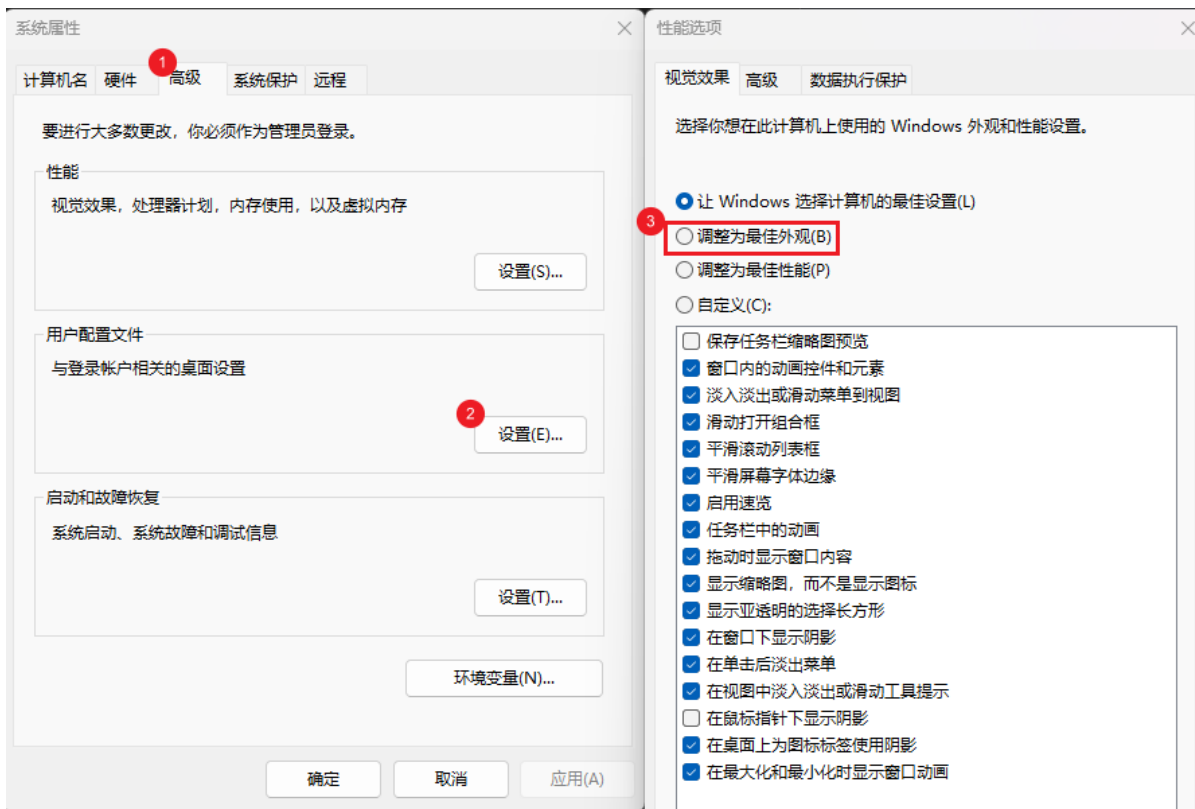 系统属性
1
计算机名 硬件 高级 系统保护 远程
要进行大多数更改，你必须作为管理员登录。
性能
视觉效果，处理器计划，内存使用，以及虚拟内存
设置(S)...
用户配置文件
与登录帐户相关的桌面设置
2
设置(E)...
启动和故障恢复
系统启动、系统故障和调试信息
设置(T)...
环境变量(N)...
确定 取消 应用(A)
性能选项
视觉效果 高级 数据执行保护
选择你想在此计算机上使用的 Windows 外观和性能设置。
让 Windows 选择计算机的最佳设置(L)
3
调整为最佳外观(B)
调整为最佳性能(P)
自定义(C):
保存任务栏缩略图预览
窗口内的动画控件和元素
淡入淡出或滑动菜单到视图
滑动打开组合框
平滑滚动列表框
平滑屏幕字体边缘
启用速览
任务栏中的动画
拖动时显示窗口内容
显示缩略图，而不是显示图标
显示亚透明的选择长方形
在窗口下显示阴影
在单击后淡出菜单
在视图中淡入淡出或滑动工具提示
在鼠标指针下显示阴影
在桌面上为图标标签使用阴影
在最大化和最小化时显示窗口动画